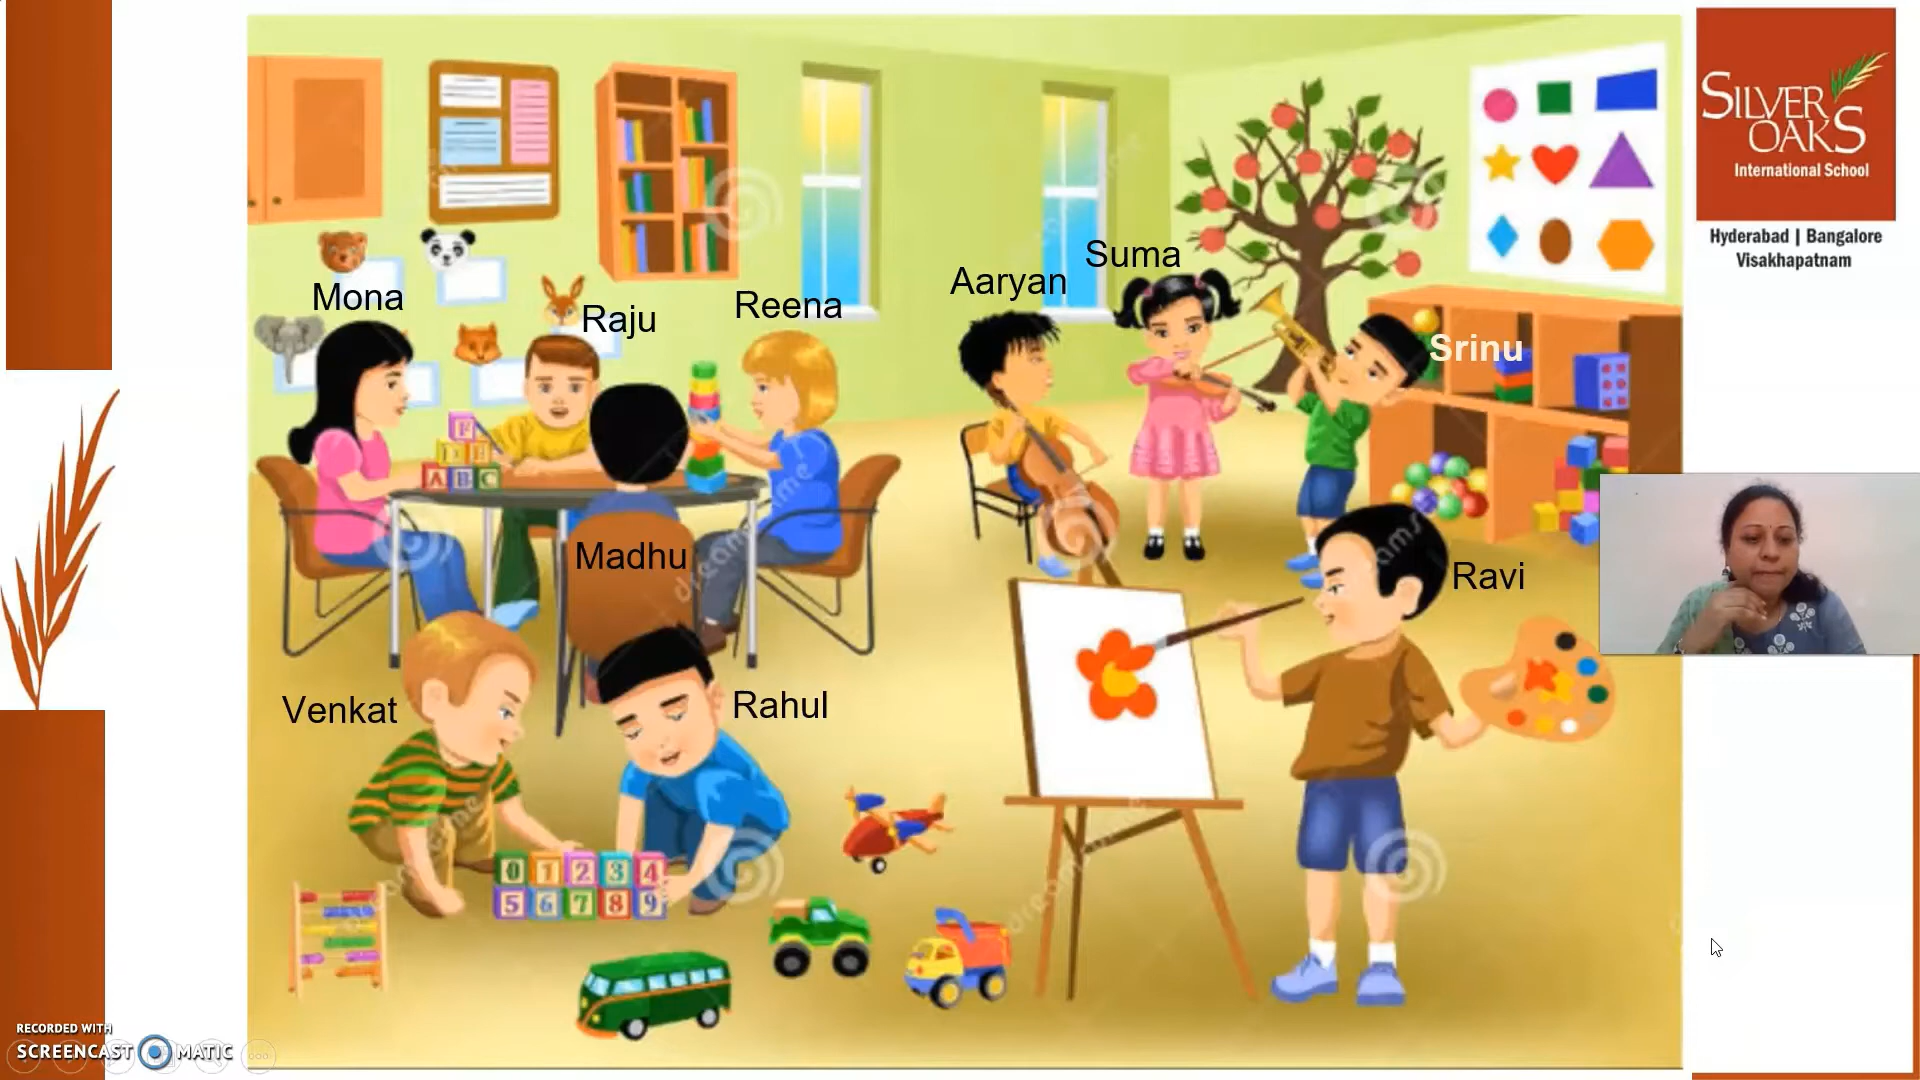 SILVER
OAKS
International School
Hyderabad | Bangalore
Visakhapatnam
Suma
Aaryan
Mona
Raju
Reena
Srinu
F
D E
A B C
Madhu
Ravi
Venkat
Rahul
0 1 2 3 4
5 6 7 8 9
RECORDED WITH
SCREENCAST MATIC